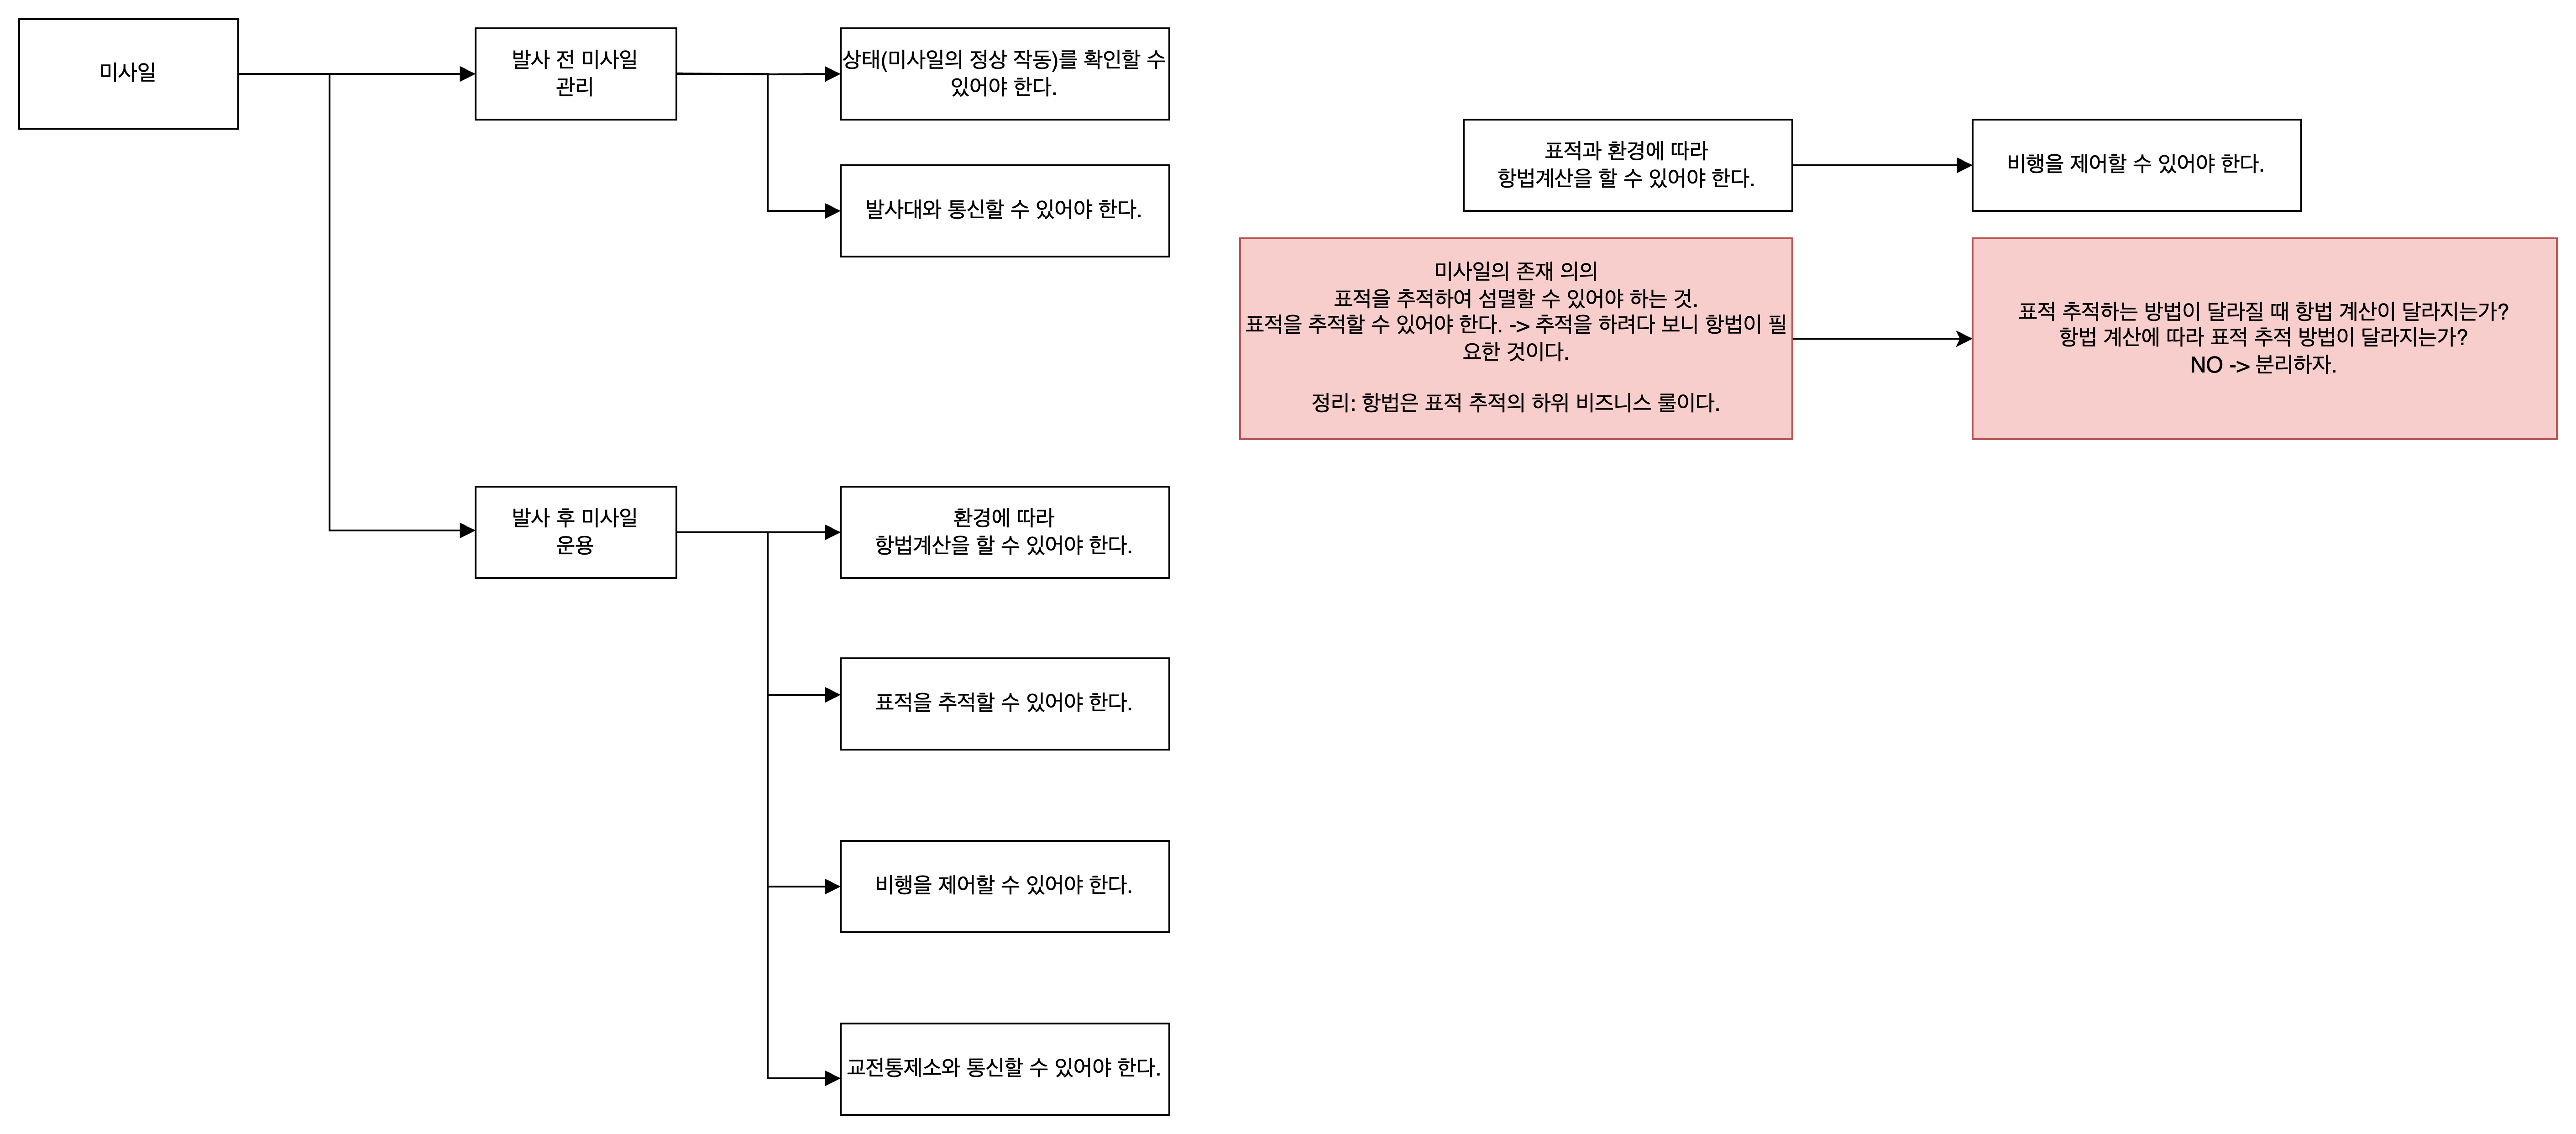 미사일
발사 전 미사일
관리
상태(미사일의 정상 작동)를 확인할 수
있어야 한다.
발사대와 통신할 수 있어야 한다.
표적과 환경에 따라
항법계산을 할 수 있어야 한다.
비행을 제어할 수 있어야 한다.
미사일의 존재 의의
표적을 추적하여 섬멸할 수 있어야 하는 것.
표적을 추적할 수 있어야 한다. -> 추적을 하려다 보니 항법이 필
요한 것이다.
정리: 항법은 표적 추적의 하위 비즈니스 룰이다.
표적 추적하는 방법이 달라질 때 항법 계산이 달라지는가?
항법 계산에 따라 표적 추적 방법이 달라지는가?
NO -> 분리하자.
발사 후 미사일
운용
환경에 따라
항법계산을 할 수 있어야 한다.
표적을 추적할 수 있어야 한다.
비행을 제어할 수 있어야 한다.
교전통제소와 통신할 수 있어야 한다.